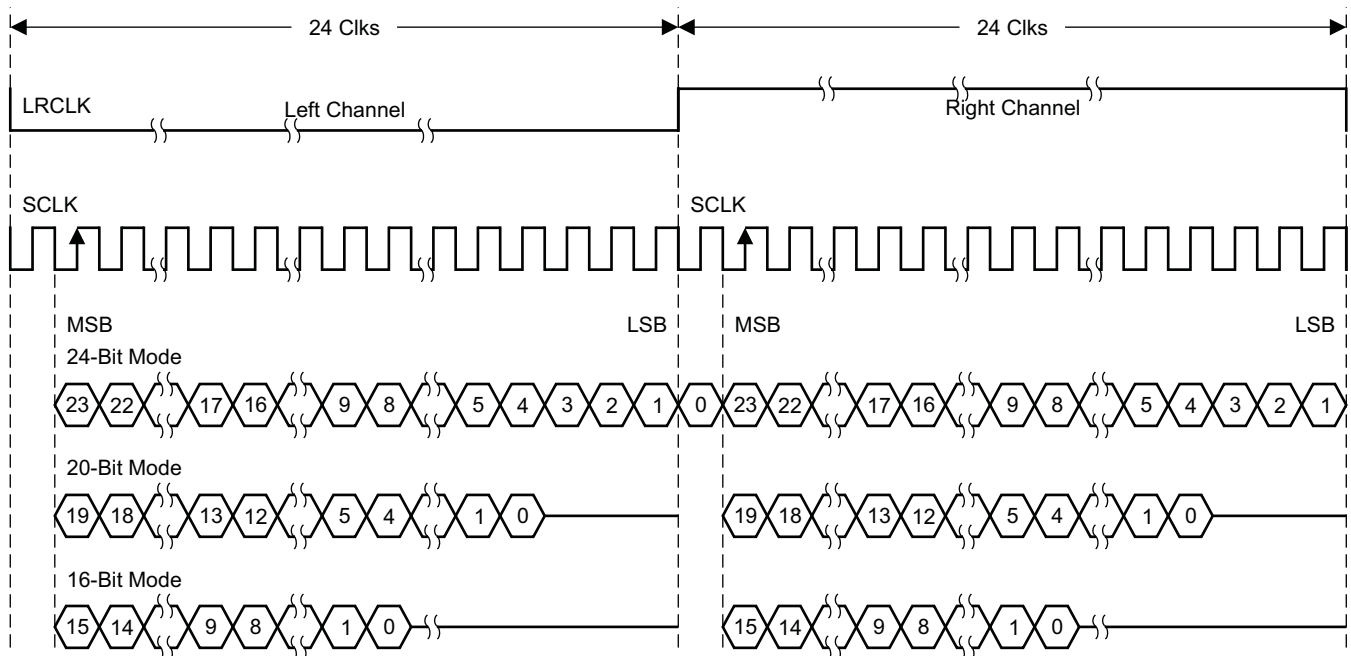 24 Clks 24 Clks
LRCLK Left Channel Right Channel
SCLK SCLK
MSB LSB MSB LSB
24-Bit Mode
23 22 17 16 9 8 5 4 3 2 1 0 23 22 17 16 9 8 5 4 3 2 1
20-Bit Mode
19 18 13 12 5 4 1 0 19 18 13 12 5 4 1 0
16-Bit Mode
15 14 9 8 1 0 15 14 9 8 1 0